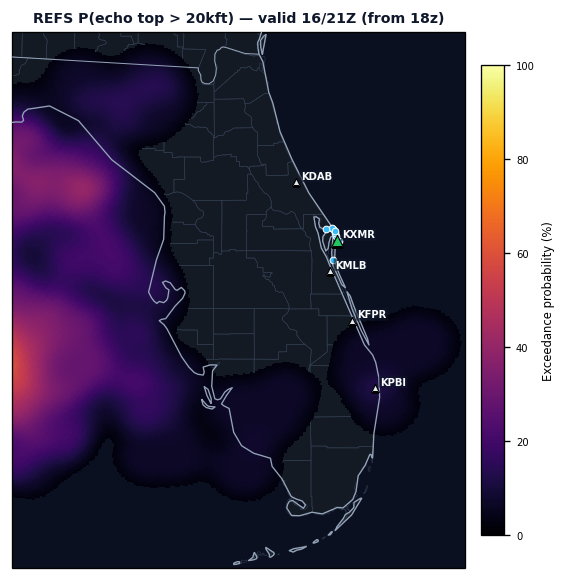 REFS P(echo top > 20kft) — valid 16/21Z (from 18z)
KDAB
KXMR
KMLB
KFPR
KPBI
100
80
60
40
20
0
Exceedance probability (%)